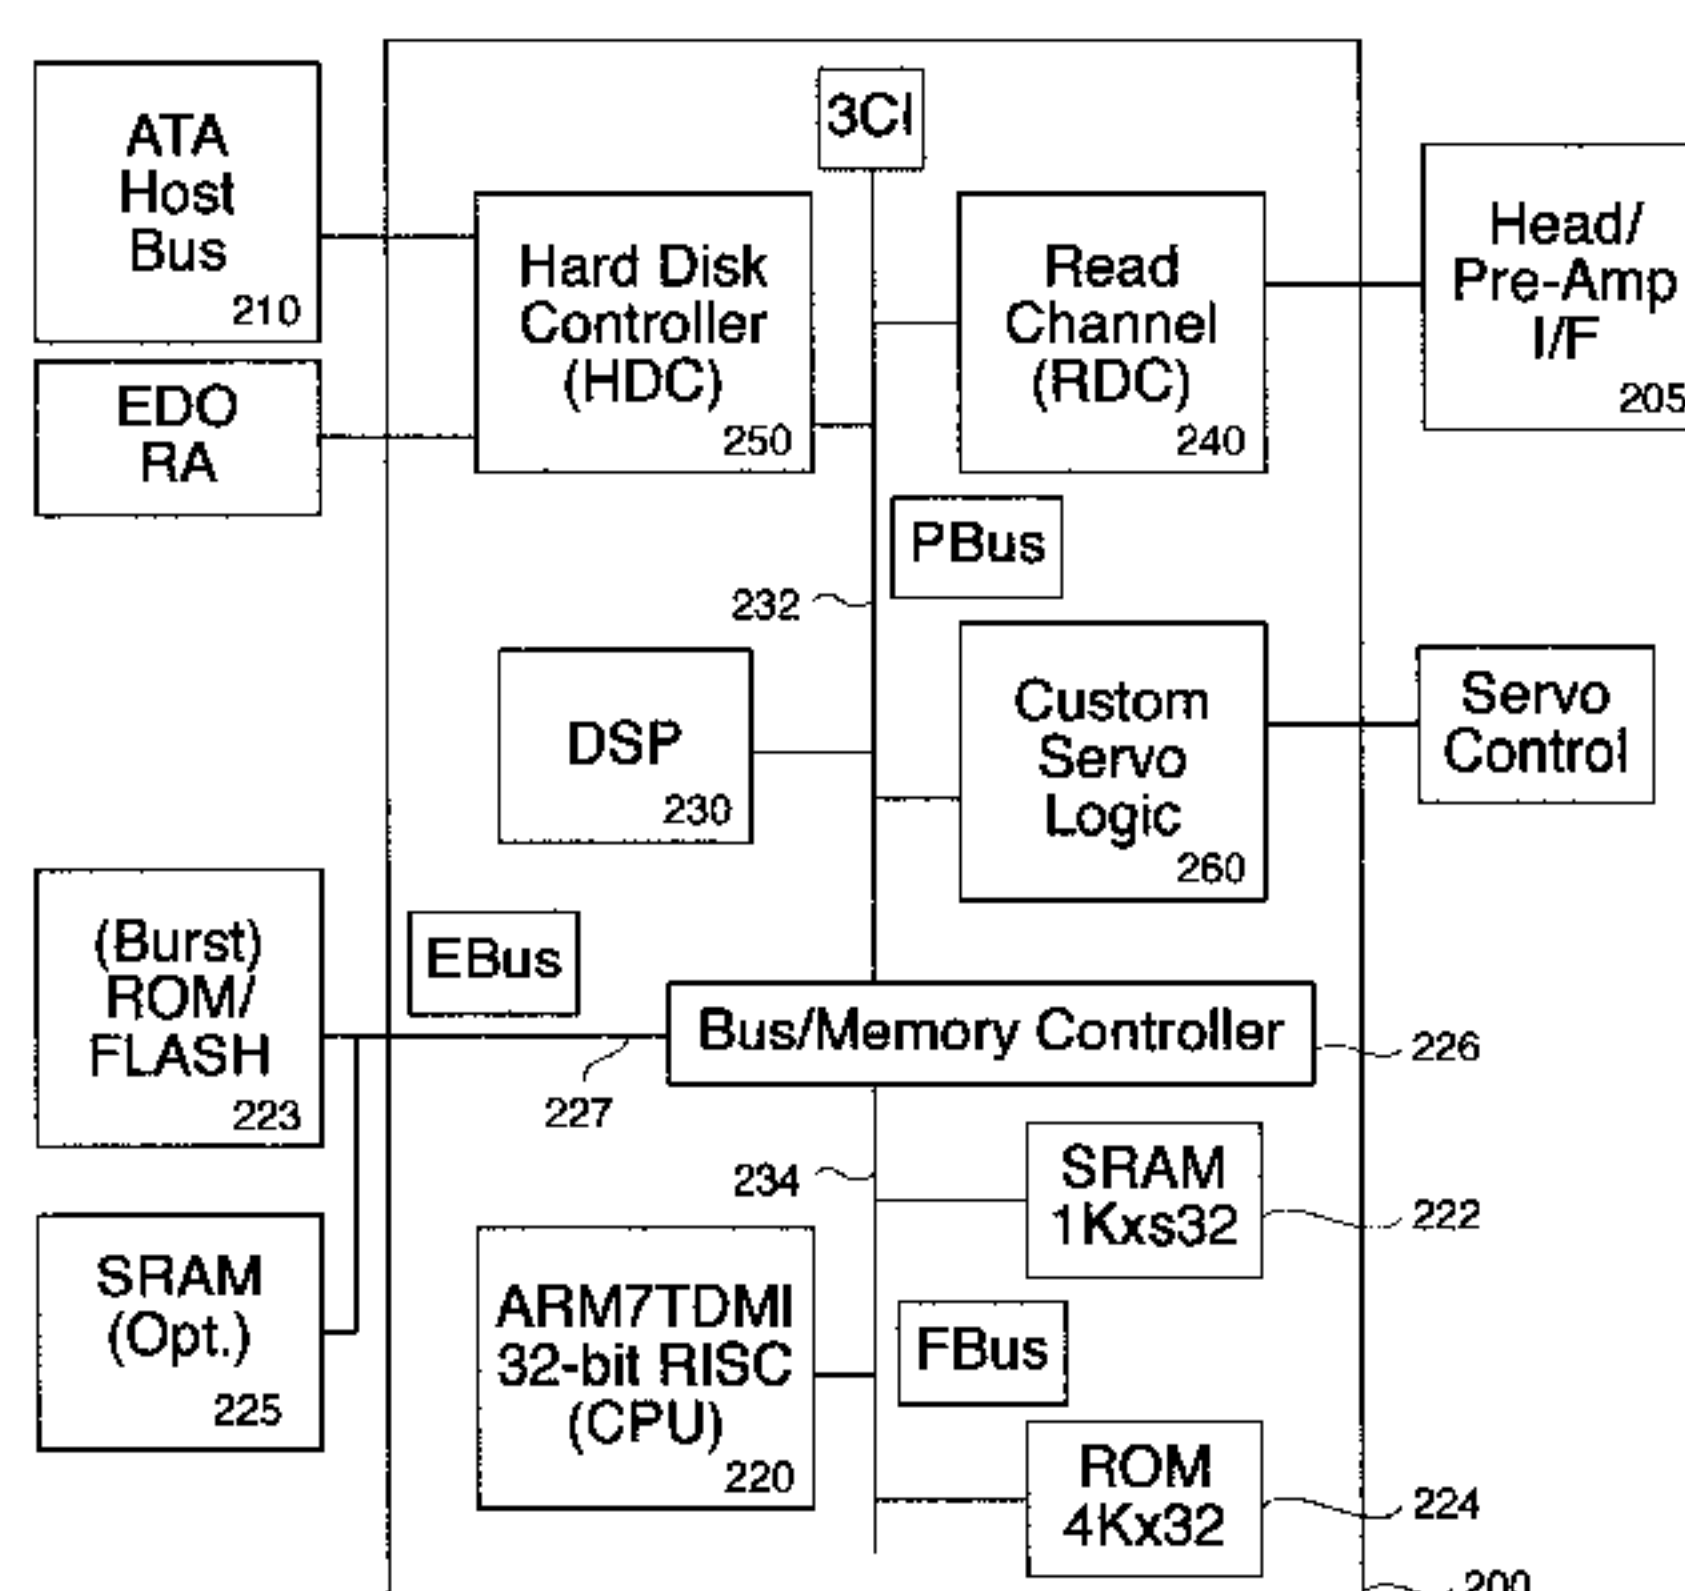 3CI
ATA
Host
Bus
210
EDO
RA
Hard Disk
Controller
(HDC)
250
Read
Channel
(RDC)
240
Head/
Pre-Amp
I/F
205
PBus
232
DSP
230
Custom
Servo
Logic
260
Servo
Control
(Burst)
ROM/
FLASH
223
EBus
Bus/Memory Controller
226
227
234
SRAM
1Kxs32
222
SRAM
(Opt.)
225
ARM7TDMI
32-bit RISC
(CPU)
220
FBus
ROM
4Kx32
224
200